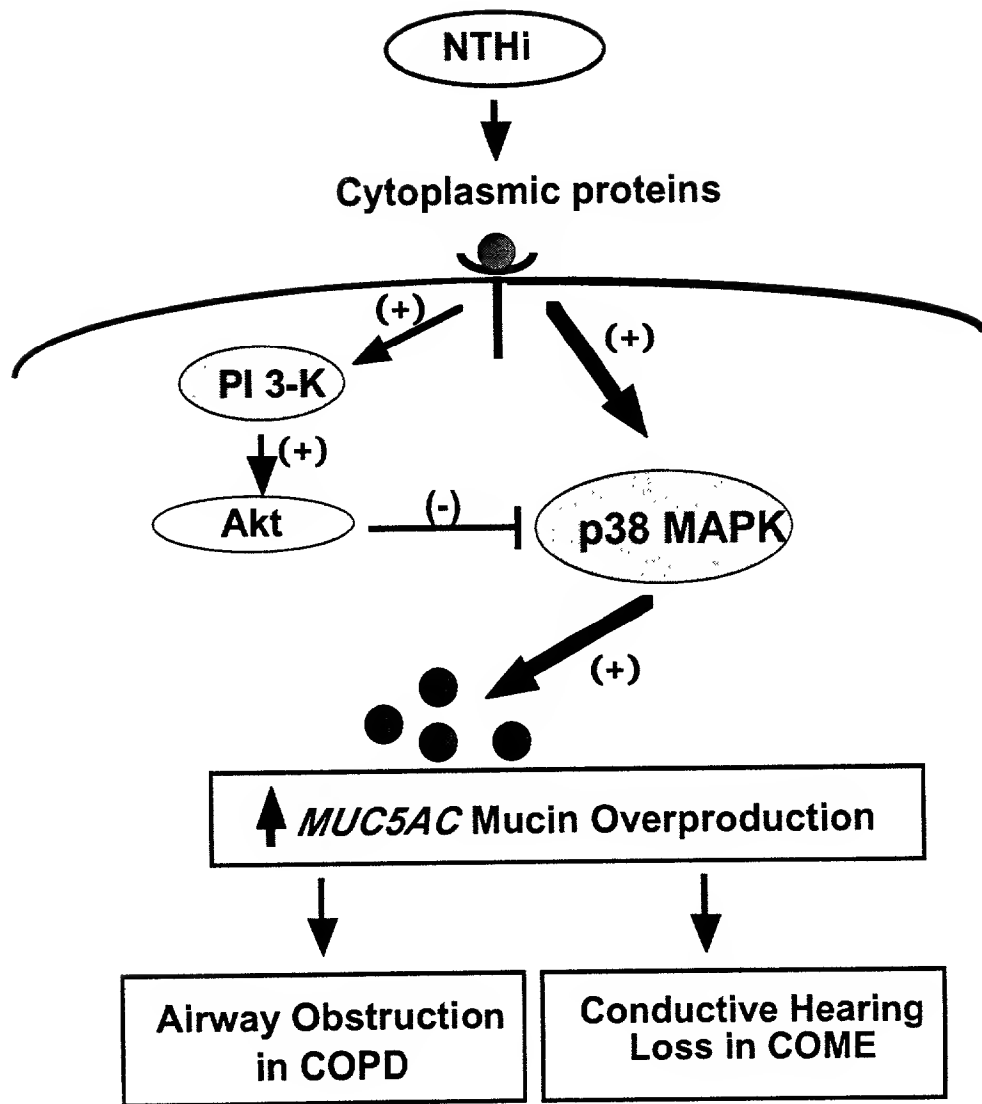 NTHi
Cytoplasmic proteins
(+)
(+)
PI 3-K
(+)
Akt
(-)
p38 MAPK
(+)
MUC5AC Mucin Overproduction
Airway Obstruction
in COPD
Conductive Hearing
Loss in COME